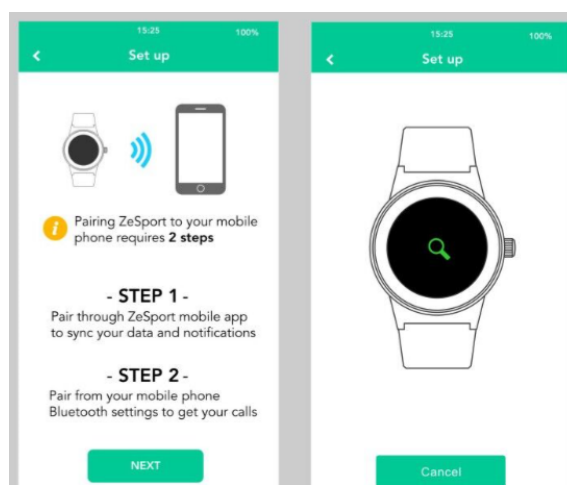 15:25 100%
Set up
Pairing ZeSport to your mobile
phone requires 2 steps
- STEP 1 -
Pair through ZeSport mobile app
to sync your data and notifications
- STEP 2 -
Pair from your mobile phone
Bluetooth settings to get your calls
NEXT
15:25 100%
Set up
Cancel